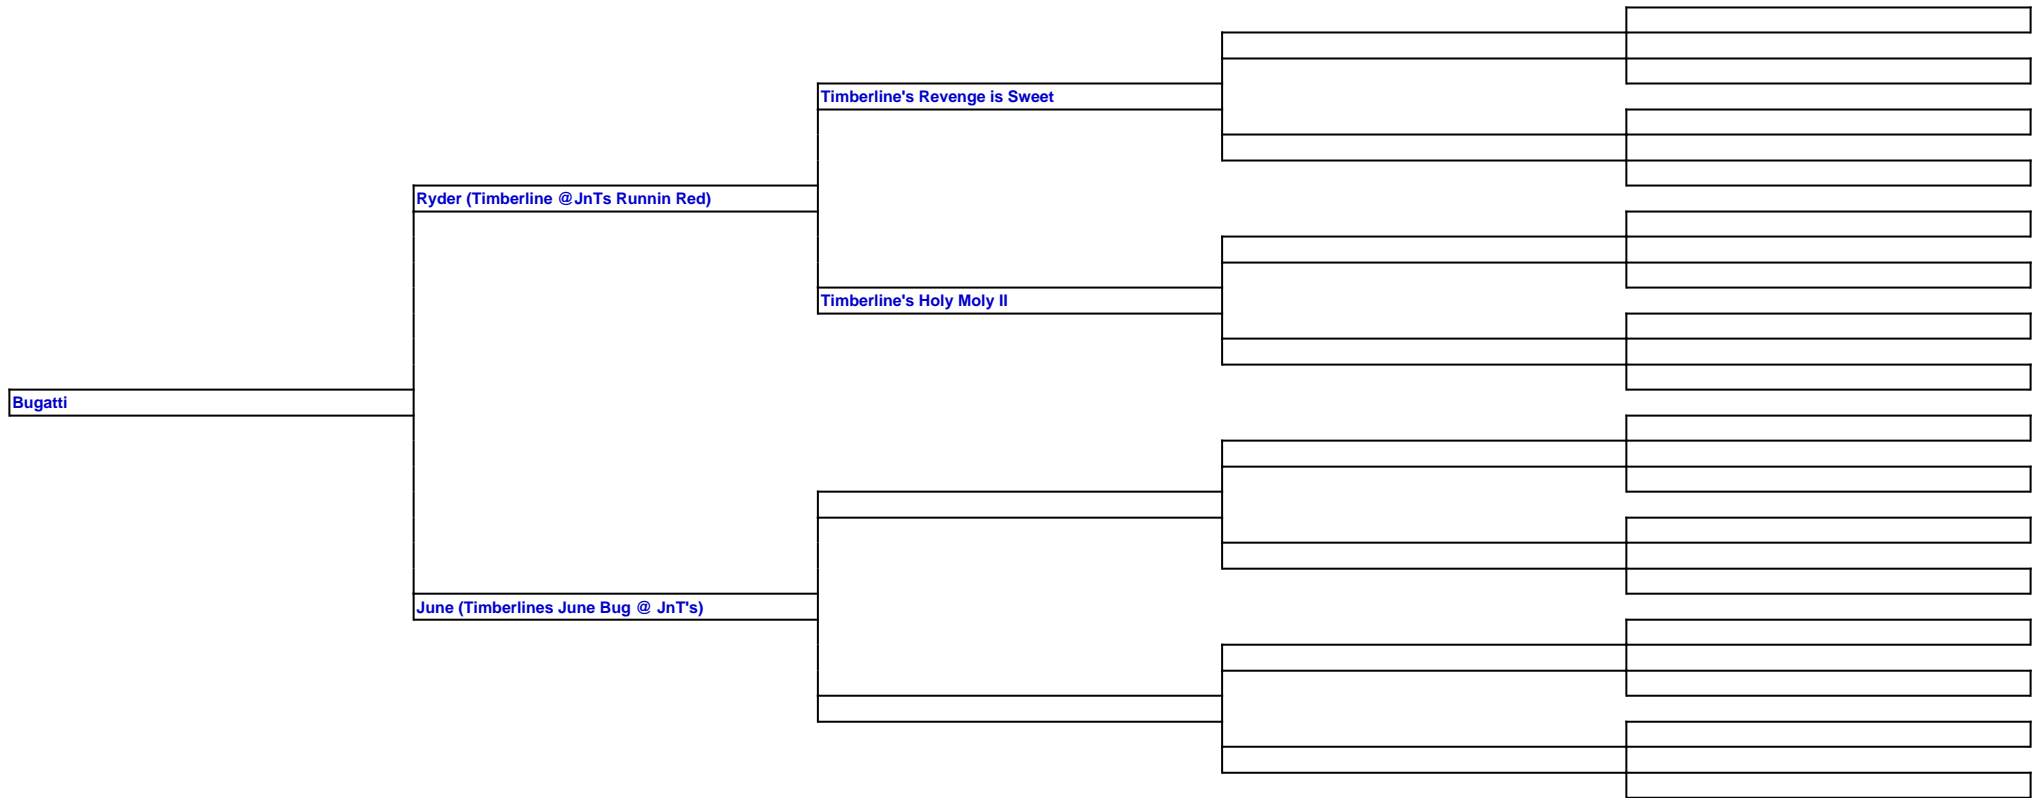 Timberline's Revenge is Sweet
Ryder (Timberline @JnTs Runnin Red)
Timberline's Holy Moly II
Bugatti
June (Timberlines June Bug @ JnT's)